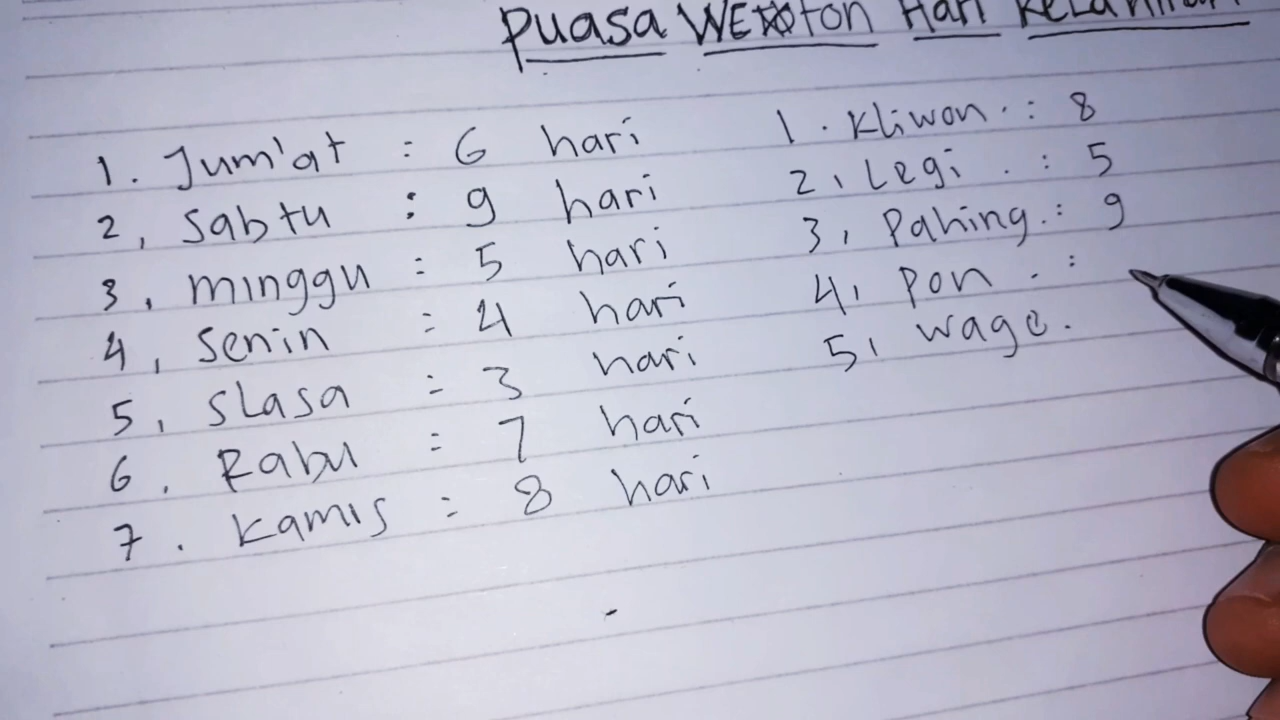 Puasa WEton Hari Kelahiran
1. Jum'at : 6 hari
2, Sabtu : 9 hari
3, minggu : 5 hari
4, Senin : 4 hari
5, SLasa : 3 hari
6. Rabu : 7 hari
7. Kamis : 8 hari
1. Kliwon. : 8
2, Legi . : 5
3, Pahing. : 9
4, Pon . :
5, wage.